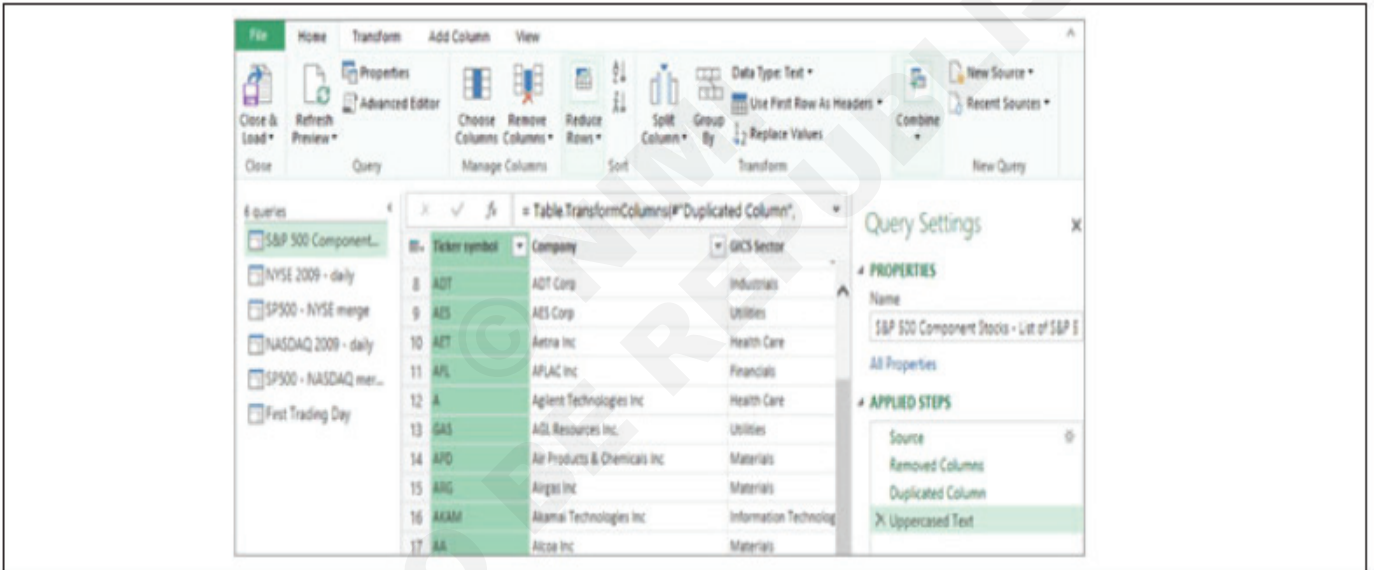 File Home Transform Add Column View
Close & Load
Refresh Preview
Properties
Advanced Editor
Choose Columns
Remove Columns
Reduce Rows
Split Column
Group By
Data Type: Text
Use First Row As Headers
Replace Values
Combine
New Source
Recent Sources
Close Query Manage Columns Sort Transform New Query
6 queries
S&P 500 Component...
NYSE 2009 - daily
SP500 - NYSE merge
NASDAQ 2009 - daily
SP500 - NASDAQ mer...
First Trading Day
= Table.TransformColumns(#"Duplicated Column",
Ticker symbol Company GICS Sector
8 ADT ADT Corp Industrials
9 AES AES Corp Utilities
10 AET Aetna Inc Health Care
11 AFL AFLAC Inc Financials
12 A Agilent Technologies Inc Health Care
13 GAS AGL Resources Inc. Utilities
14 APD Air Products & Chemicals Inc Materials
15 ARG Airgas Inc Materials
16 AKAM Akamai Technologies Inc Information Technolog
17 AA Alcoa Inc Materials
Query Settings
PROPERTIES
Name
S&P 500 Component Stocks - List of S&P 5
All Properties
APPLIED STEPS
Source
Removed Columns
Duplicated Column
Uppercased Text